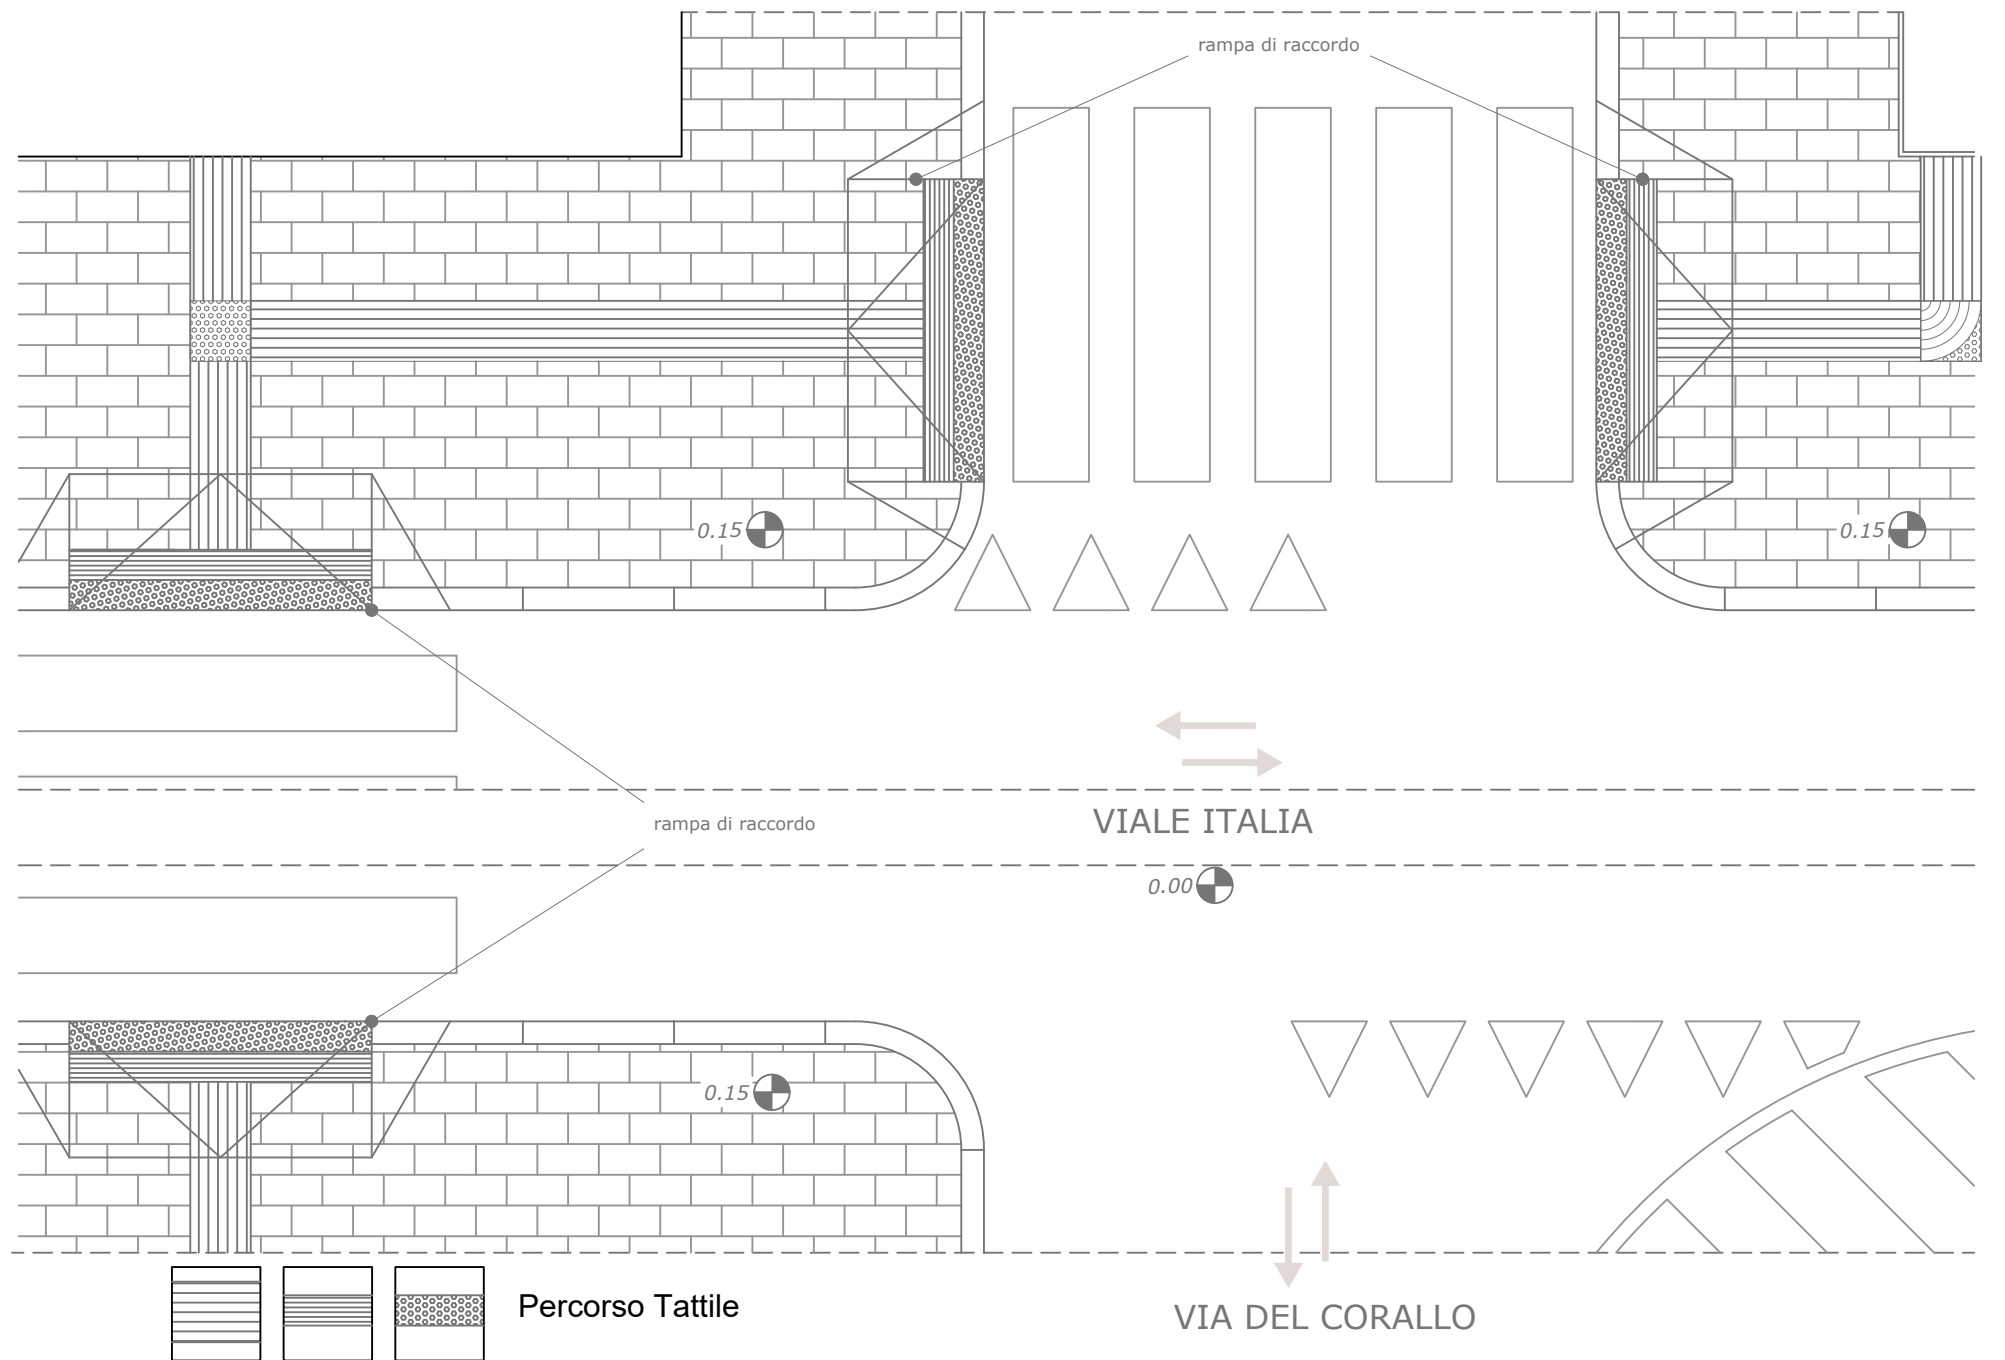 rampa di raccordo
0.15
0.15
rampa di raccordo
VIALE ITALIA
0.00
0.15
Percorso Tattile
VIA DEL CORALLO